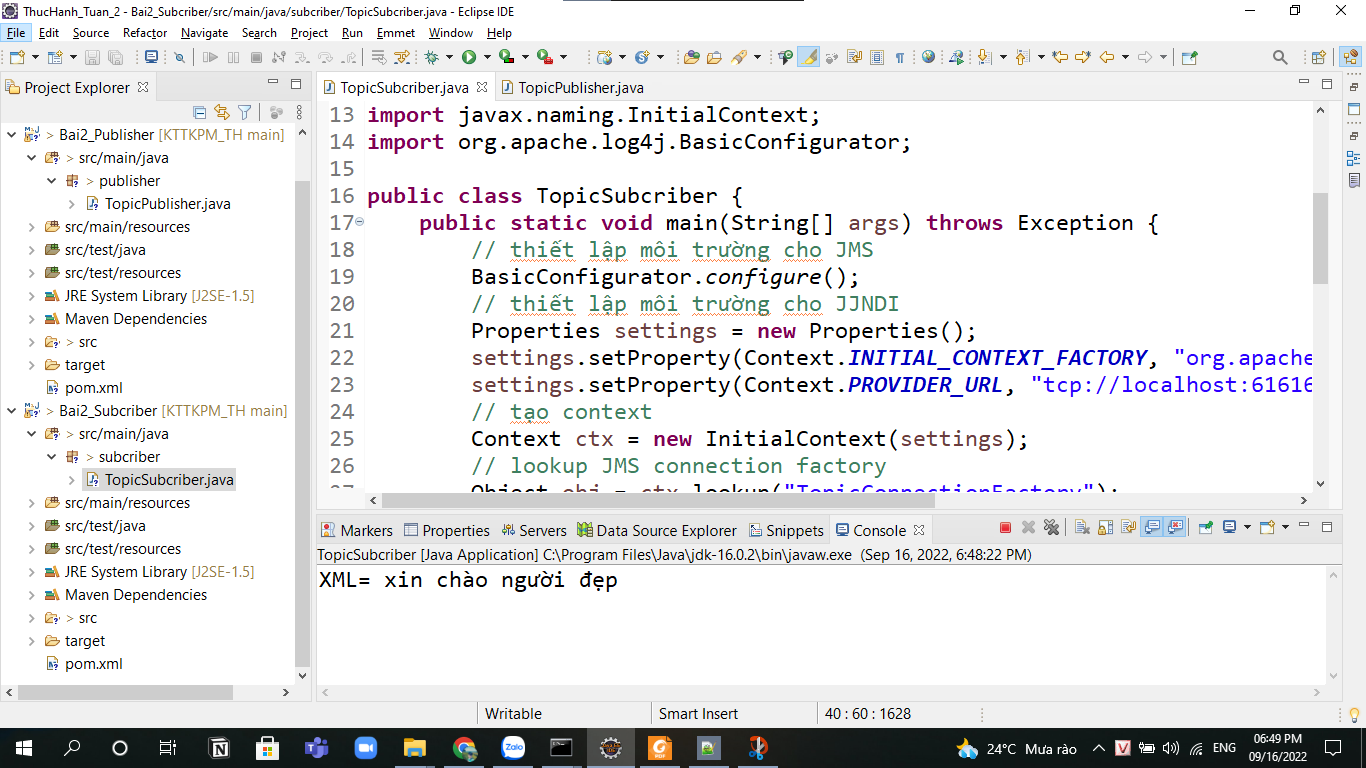 ThucHanh_Tuan_2 - Bai2_Subcriber/src/main/java/subcriber/TopicSubcriber.java - Eclipse IDE
File Edit Source Refactor Navigate Search Project Run Emmet Window Help
Project Explorer
Bai2_Publisher [KTTKPM_TH main]
src/main/java
publisher
TopicPublisher.java
src/main/resources
src/test/java
src/test/resources
JRE System Library [J2SE-1.5]
Maven Dependencies
src
target
pom.xml
Bai2_Subcriber [KTTKPM_TH main]
src/main/java
subcriber
TopicSubcriber.java
src/main/resources
src/test/java
src/test/resources
JRE System Library [J2SE-1.5]
Maven Dependencies
src
target
pom.xml
TopicSubcriber.java TopicPublisher.java
13 import javax.naming.InitialContext;
14 import org.apache.log4j.BasicConfigurator;
15
16 public class TopicSubcriber {
17 public static void main(String[] args) throws Exception {
18 // thiết lập môi trường cho JMS
19 BasicConfigurator.configure();
20 // thiết lập môi trường cho JJNDI
21 Properties settings = new Properties();
22 settings.setProperty(Context.INITIAL_CONTEXT_FACTORY, "org.apache
23 settings.setProperty(Context.PROVIDER_URL, "tcp://localhost:61616
24 // tạo context
25 Context ctx = new InitialContext(settings);
26 // lookup JMS connection factory
27 Object obj = ctx.lookup("TopicConnectionFactory");
Markers Properties Servers Data Source Explorer Snippets Console
TopicSubcriber [Java Application] C:\Program Files\Java\jdk-16.0.2\bin\javaw.exe (Sep 16, 2022, 6:48:22 PM)
XML= xin chào người đẹp
Writable Smart Insert 40 : 60 : 1628
Zalo
24°C Mưa rào ENG 06:49 PM
09/16/2022